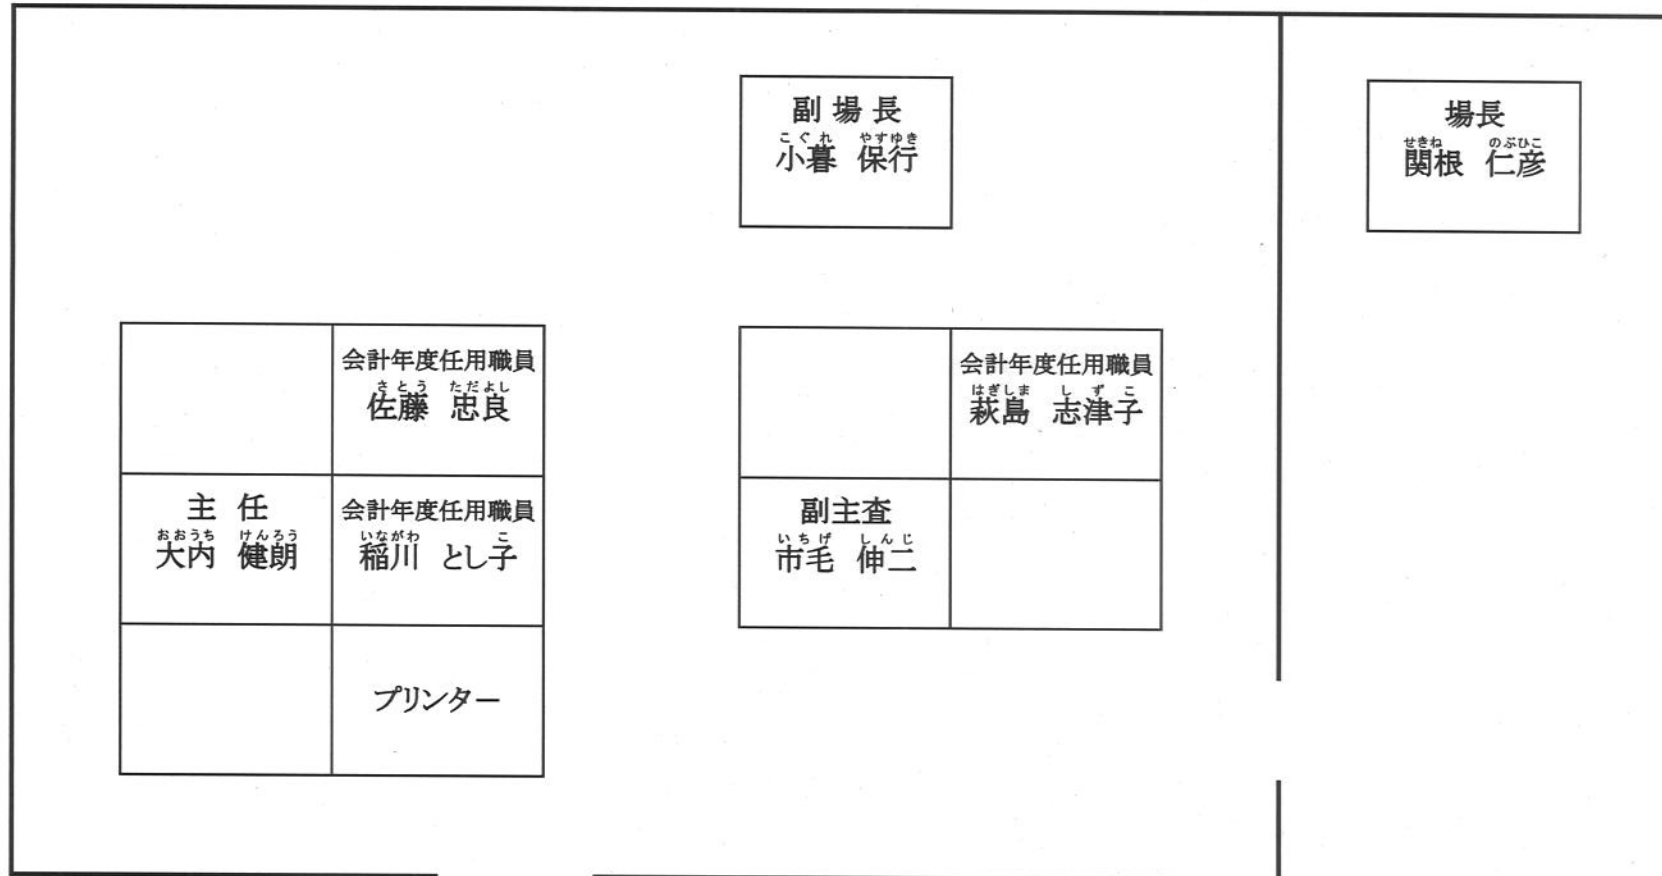 副場長
こぐれ やすゆき
小暮 保行
場長
せきね のぶひこ
関根 仁彦
会計年度任用職員
さとう ただよし
佐藤 忠良
会計年度任用職員
はぎしま しずこ
萩島 志津子
主任
おおうち けんろう
大内 健朗
会計年度任用職員
いながわ こ
稲川 とし子
副主査
いちげ しんじ
市毛 伸二
プリンター